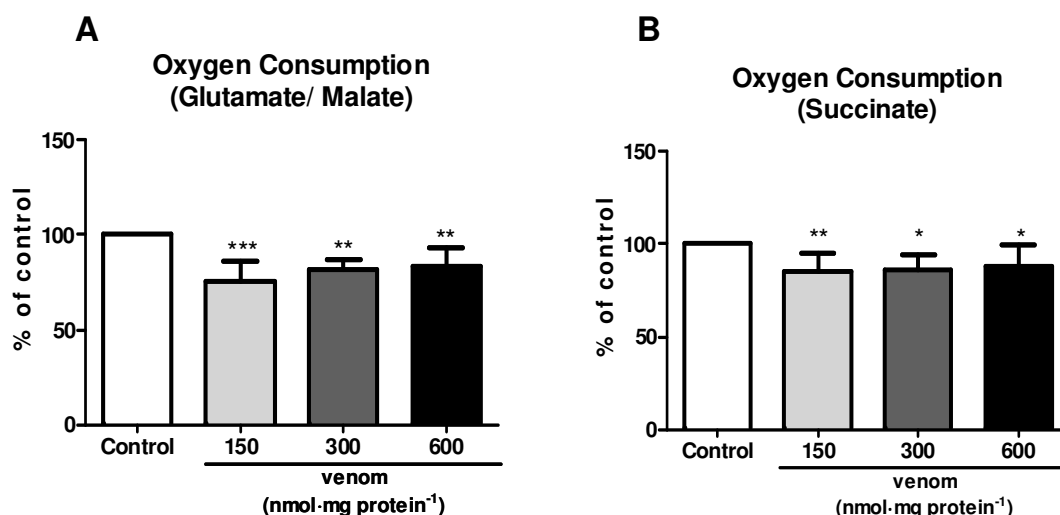 A
Oxygen Consumption
(Glutamate/ Malate)
% of control
150
100
50
0
***
**
**
Control
150
300
600
venom
(nmol·mg protein⁻¹)
B
Oxygen Consumption
(Succinate)
% of control
150
100
50
0
**
*
*
Control
150
300
600
venom
(nmol·mg protein⁻¹)